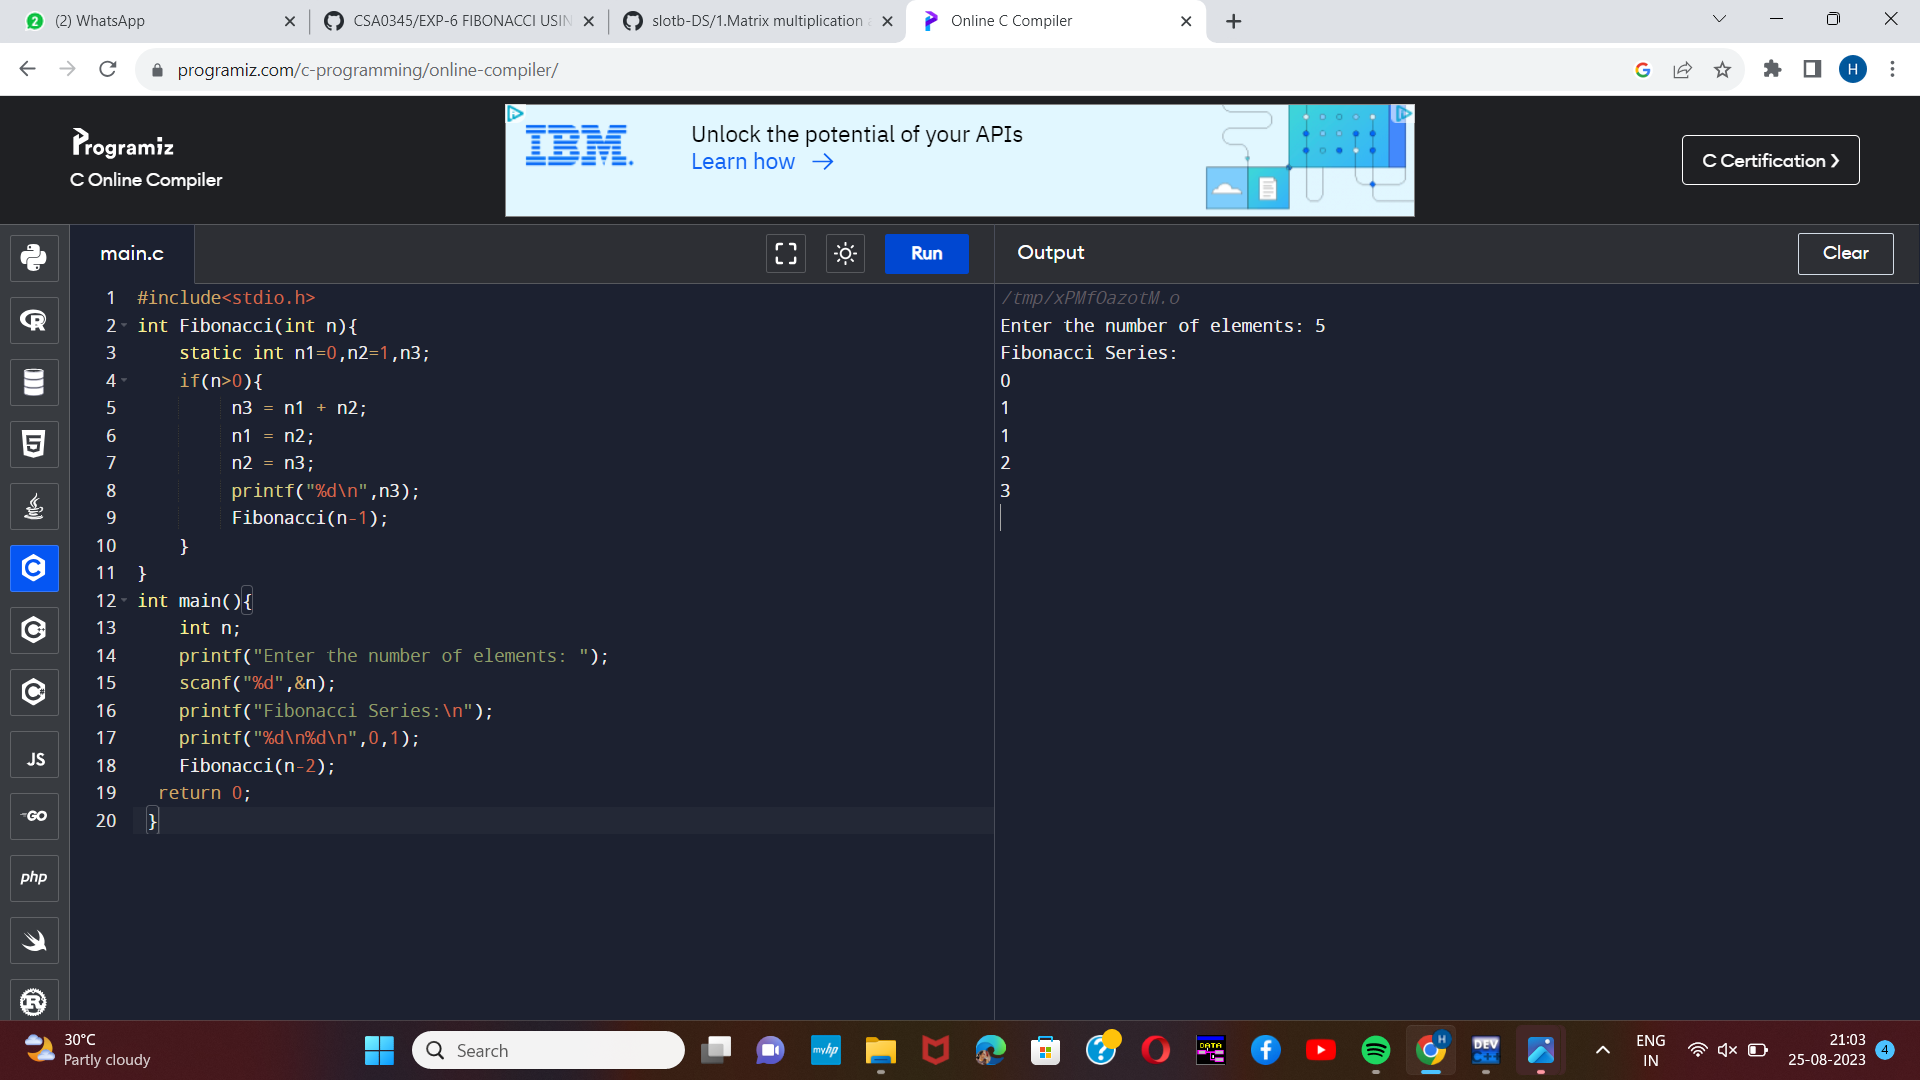 (2) WhatsApp
CSA0345/EXP-6 FIBONACCI USIN
slotb-DS/1.Matrix multiplication
Online C Compiler
programiz.com/c-programming/online-compiler/
H
Programiz
C Online Compiler
IBM.
Unlock the potential of your APIs
Learn how →
C Certification ❯
main.c
Run
Output
Clear
1 #include<stdio.h>
2 int Fibonacci(int n){
3 static int n1=0,n2=1,n3;
4 if(n>0){
5 n3 = n1 + n2;
6 n1 = n2;
7 n2 = n3;
8 printf("%d\n",n3);
9 Fibonacci(n-1);
10 }
11 }
12 int main(){
13 int n;
14 printf("Enter the number of elements: ");
15 scanf("%d",&n);
16 printf("Fibonacci Series:\n");
17 printf("%d\n%d\n",0,1);
18 Fibonacci(n-2);
19 return 0;
20 }
/tmp/xPMfOazotM.o
Enter the number of elements: 5
Fibonacci Series:
0
1
1
2
3
JS
GO
php
30°C
Partly cloudy
Search
myhp
DATA
H
DEV
C++
ENG
IN
21:03
25-08-2023
4